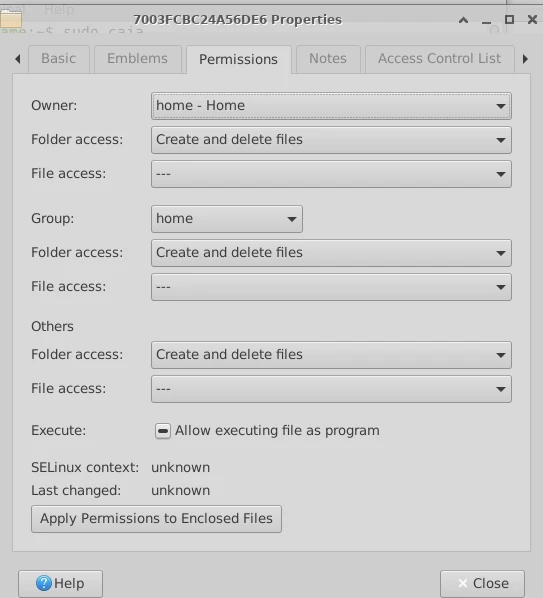 Help
7003FCBC24A56DE6 Properties
:~$ sudo caja
Basic Emblems Permissions Notes Access Control List
Owner: home - Home
Folder access: Create and delete files
File access: ---
Group: home
Folder access: Create and delete files
File access: ---
Others
Folder access: Create and delete files
File access: ---
Execute: Allow executing file as program
SELinux context: unknown
Last changed: unknown
Apply Permissions to Enclosed Files
Help Close